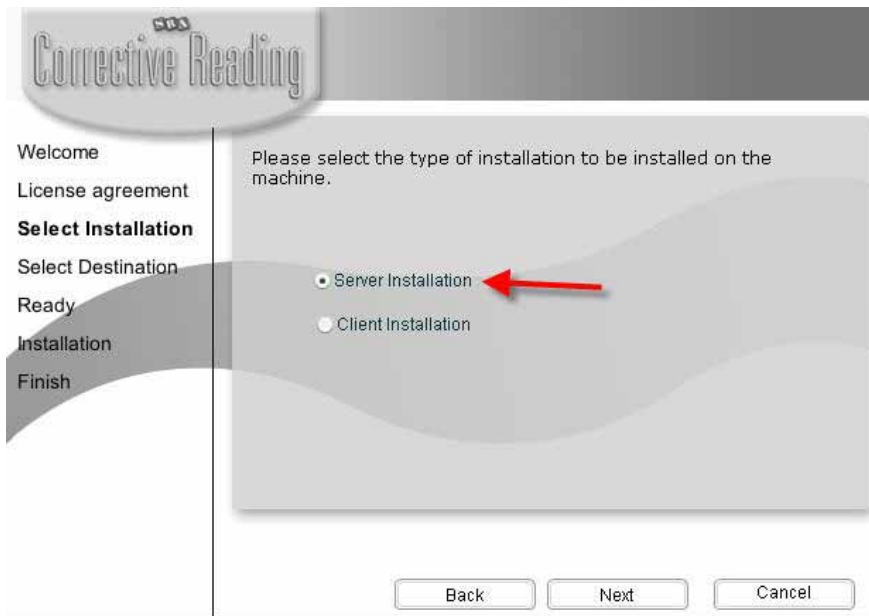 SRA
Corrective Reading
Welcome
License agreement
Select Installation
Select Destination
Ready
Installation
Finish
Please select the type of installation to be installed on the
machine.
Server Installation
Client Installation
Back
Next
Cancel